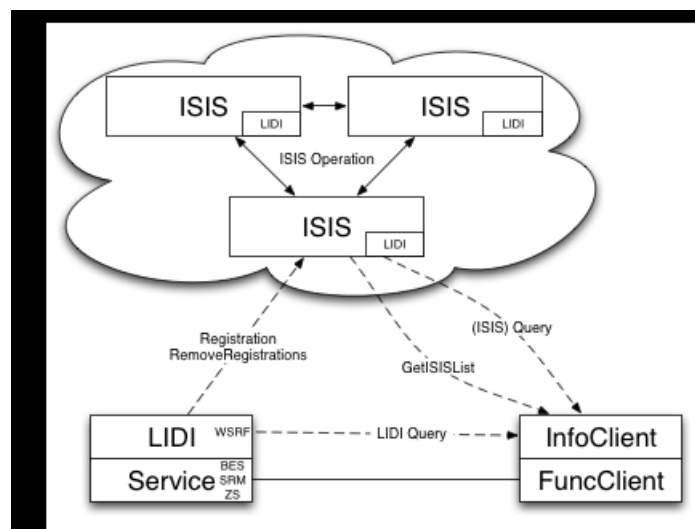 ISIS
LIDI
ISIS
LIDI
ISIS Operation
ISIS
LIDI
Registration
RemoveRegistrations
(ISIS) Query
GetISISList
LIDI WSRF
LIDI Query
InfoClient
Service
BES
SRM
ZS
FuncClient